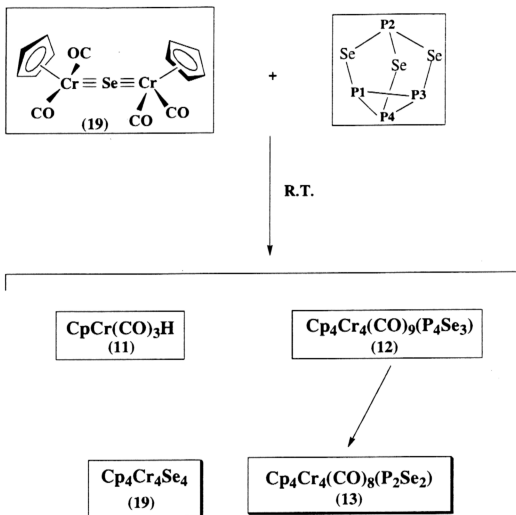 OC
Cr≡Se≡Cr
CO
CO
CO
(19)
+
P2
Se
Se
Se
P1
P3
P4
R.T.
CpCr(CO)₃H
(11)
Cp₄Cr₄(CO)₉(P₄Se₃)
(12)
Cp₄Cr₄Se₄
(19)
Cp₄Cr₄(CO)₈(P₂Se₂)
(13)